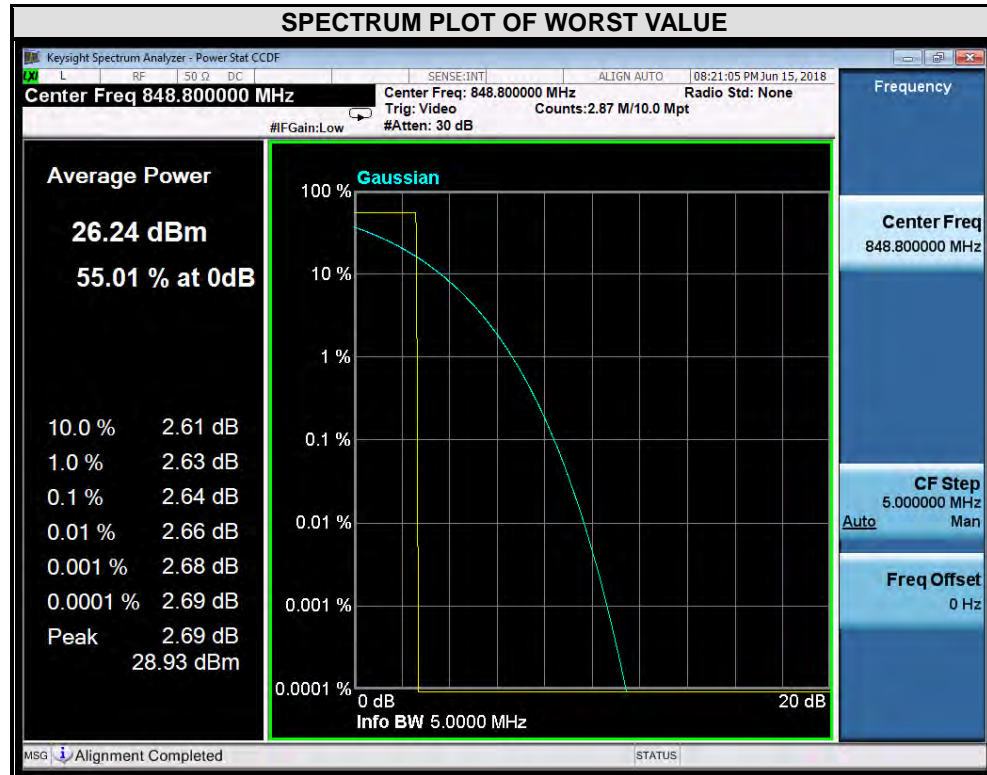 SPECTRUM PLOT OF WORST VALUE
Keysight Spectrum Analyzer - Power Stat CCDF
LXI L RF 50 Ω DC SENSE:INT ALIGN AUTO 08:21:05 PM Jun 15, 2018
Center Freq 848.800000 MHz
Center Freq: 848.800000 MHz Radio Std: None
Trig: Video Counts:2.87 M/10.0 Mpt
#IFGain:Low #Atten: 30 dB
Frequency
Average Power
26.24 dBm
55.01 % at 0dB
10.0 % 2.61 dB
1.0 % 2.63 dB
0.1 % 2.64 dB
0.01 % 2.66 dB
0.001 % 2.68 dB
0.0001 % 2.69 dB
Peak 2.69 dB
28.93 dBm
Gaussian
100 %
10 %
1 %
0.1 %
0.01 %
0.001 %
0.0001 %
0 dB 20 dB
Info BW 5.0000 MHz
Center Freq
848.800000 MHz
CF Step
5.000000 MHz
Auto Man
Freq Offset
0 Hz
MSG Alignment Completed STATUS